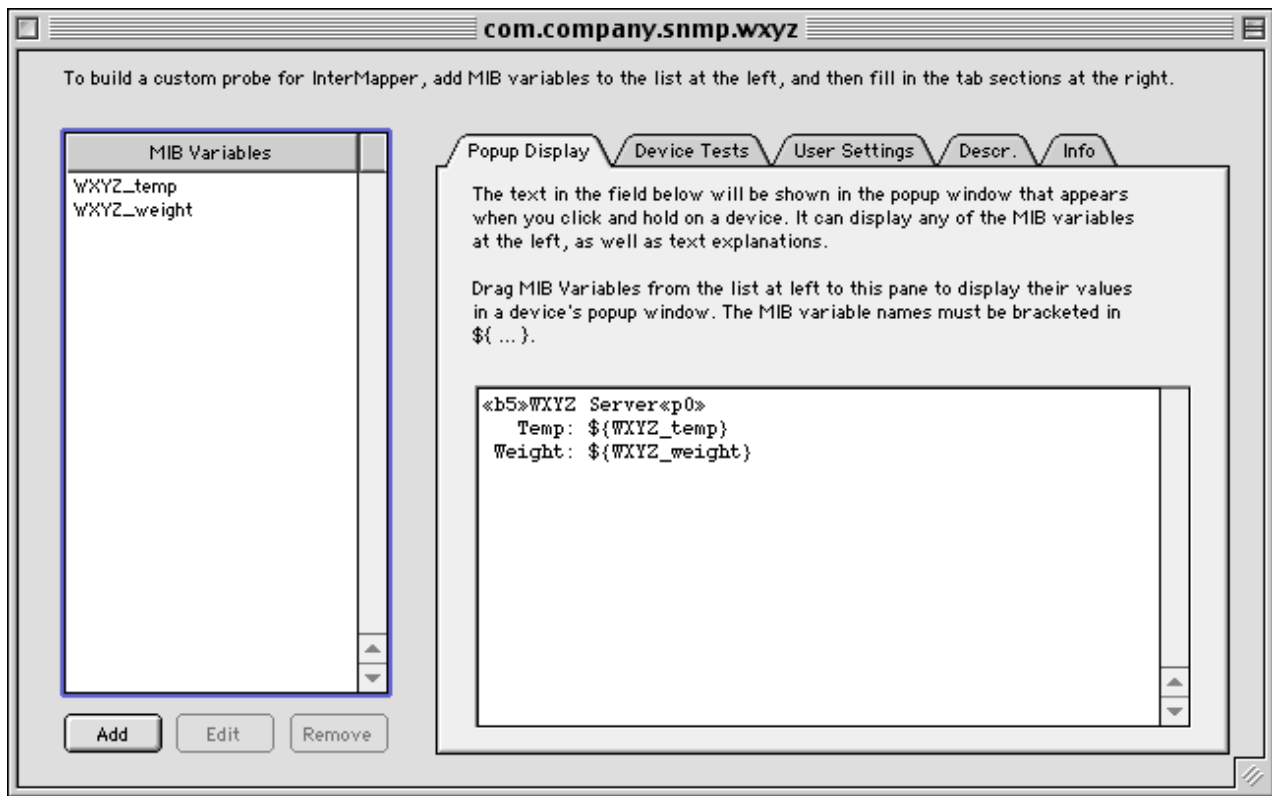 com.company.snmp.wxyz
To build a custom probe for InterMapper, add MIB variables to the list at the left, and then fill in the tab sections at the right.
MIB Variables
WXYZ_temp
WXYZ_weight
Add
Edit
Remove
Popup Display
Device Tests
User Settings
Descr.
Info
The text in the field below will be shown in the popup window that appears
when you click and hold on a device. It can display any of the MIB variables
at the left, as well as text explanations.
Drag MIB Variables from the list at left to this pane to display their values
in a device's popup window. The MIB variable names must be bracketed in
${ ... }.
«b5»WXYZ Server«p0»
Temp: ${WXYZ_temp}
Weight: ${WXYZ_weight}